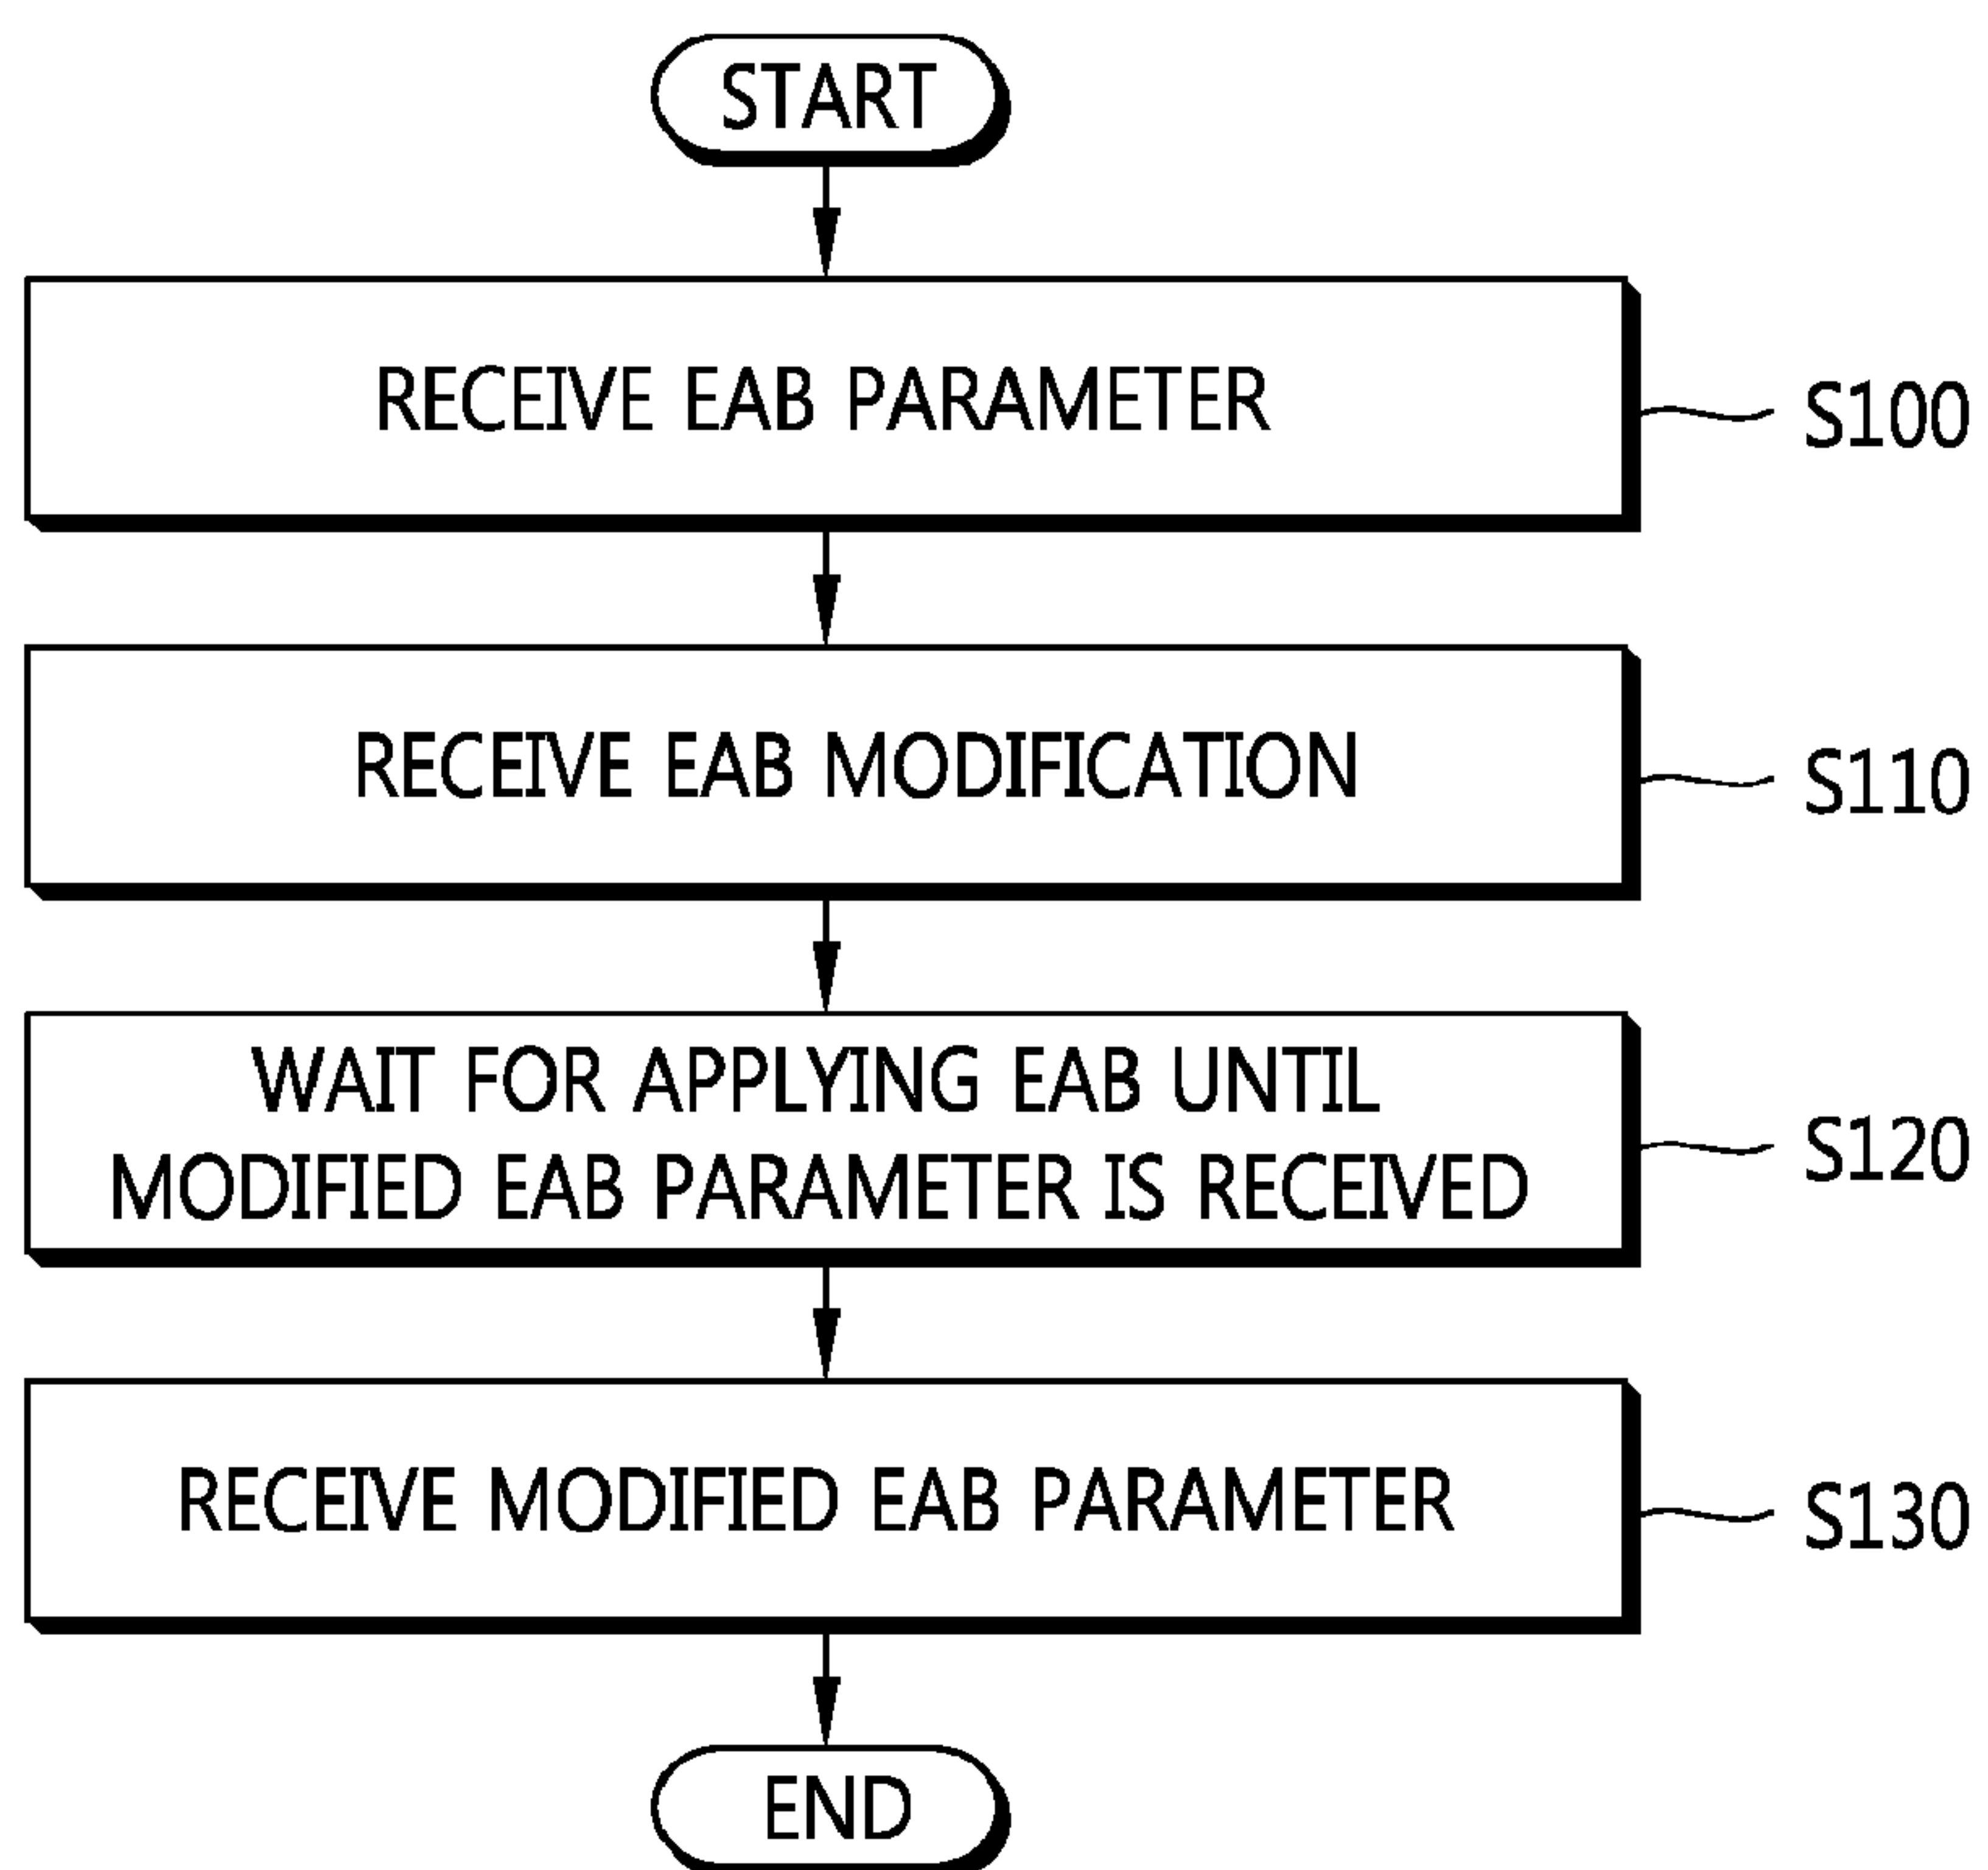 START
RECEIVE EAB PARAMETER
S100
RECEIVE EAB MODIFICATION
S110
WAIT FOR APPLYING EAB UNTIL
MODIFIED EAB PARAMETER IS RECEIVED
S120
RECEIVE MODIFIED EAB PARAMETER
S130
END